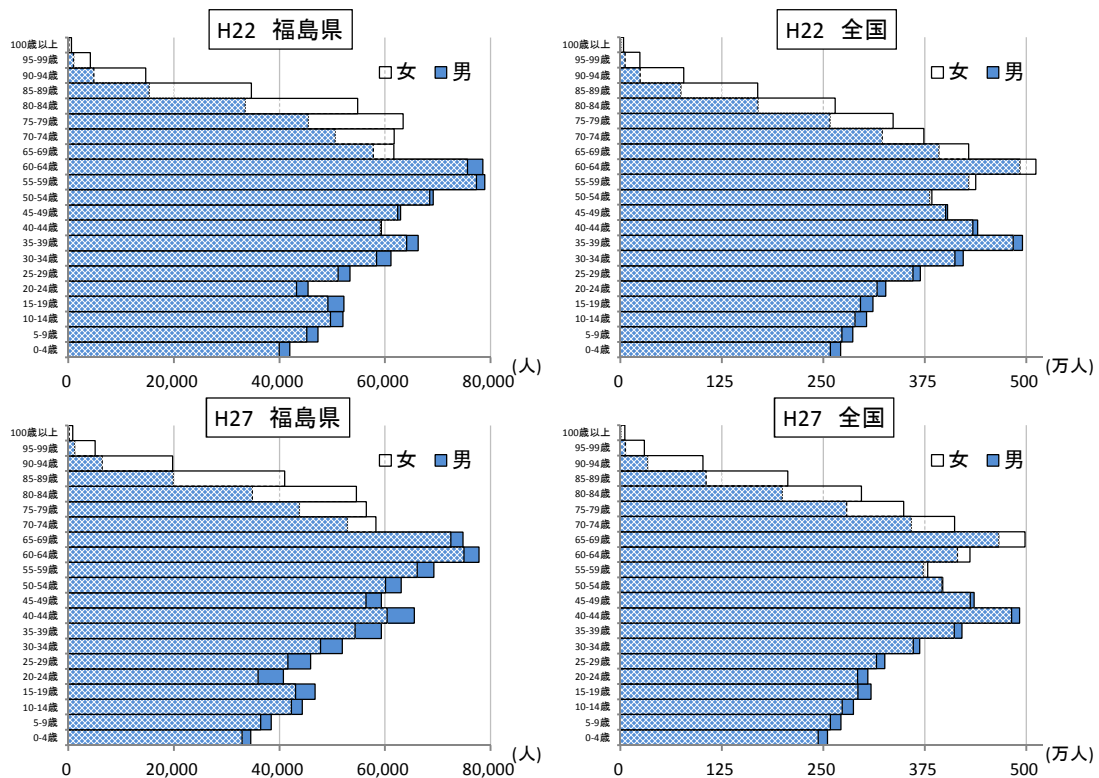 H22 福島県
100歳以上
95-99歳
90-94歳
85-89歳
80-84歳
75-79歳
70-74歳
65-69歳
60-64歳
55-59歳
50-54歳
45-49歳
40-44歳
35-39歳
30-34歳
25-29歳
20-24歳
15-19歳
10-14歳
5-9歳
0-4歳
女 男
0 20,000 40,000 60,000 80,000 (人)
H22 全国
100歳以上
95-99歳
90-94歳
85-89歳
80-84歳
75-79歳
70-74歳
65-69歳
60-64歳
55-59歳
50-54歳
45-49歳
40-44歳
35-39歳
30-34歳
25-29歳
20-24歳
15-19歳
10-14歳
5-9歳
0-4歳
女 男
0 125 250 375 500 (万人)
H27 福島県
100歳以上
95-99歳
90-94歳
85-89歳
80-84歳
75-79歳
70-74歳
65-69歳
60-64歳
55-59歳
50-54歳
45-49歳
40-44歳
35-39歳
30-34歳
25-29歳
20-24歳
15-19歳
10-14歳
5-9歳
0-4歳
女 男
0 20,000 40,000 60,000 80,000 (人)
H27 全国
100歳以上
95-99歳
90-94歳
85-89歳
80-84歳
75-79歳
70-74歳
65-69歳
60-64歳
55-59歳
50-54歳
45-49歳
40-44歳
35-39歳
30-34歳
25-29歳
20-24歳
15-19歳
10-14歳
5-9歳
0-4歳
女 男
0 125 250 375 500 (万人)